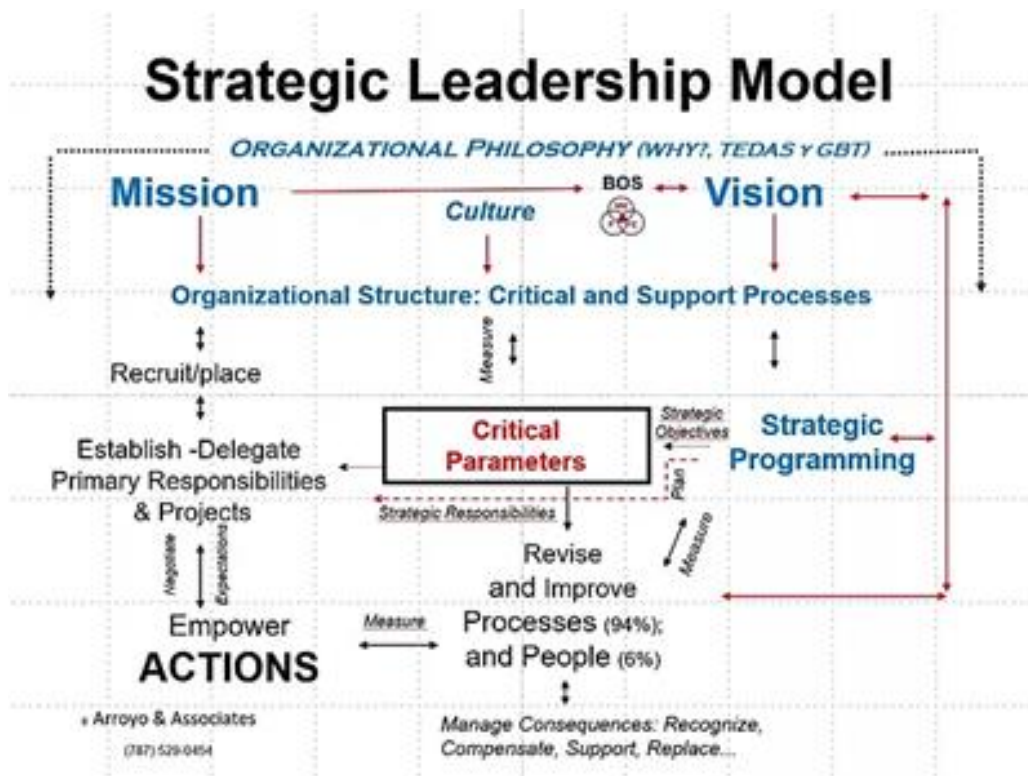 Strategic Leadership Model
ORGANIZATIONAL PHILOSOPHY (WHY?, TEDAS Y GBT)
Mission
BOS
Vision
Culture
Organizational Structure: Critical and Support Processes
Measure
Recruit/place
Critical
Parameters
Strategic
Objectives
Strategic
Programming
Establish -Delegate
Primary Responsibilities
& Projects
Plan
Strategic Responsibilities
Measure
Negotiate
Expectations
Revise
and Improve
Processes (94%);
and People (6%)
Measure
Empower
ACTIONS
Arroyo & Associates
(787) 529-0454
Manage Consequences: Recognize,
Compensate, Support, Replace...